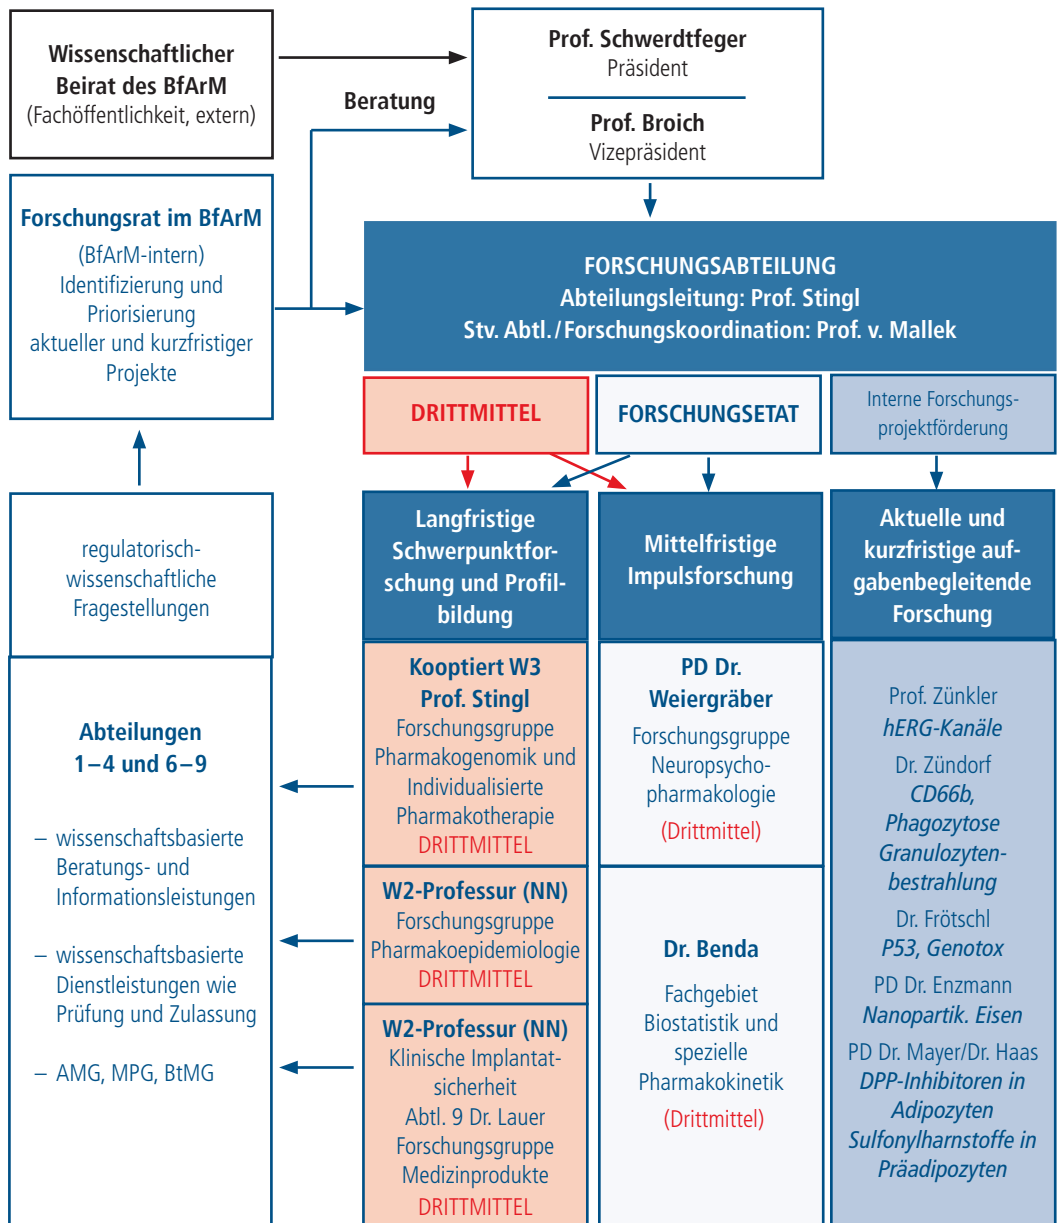 Wissenschaftlicher
Beirat des BfArM
(Fachöffentlichkeit, extern)
Beratung
Prof. Schwerdtfeger
Präsident
Prof. Broich
Vizepräsident
Forschungsrat im BfArM
(BfArM-intern)
Identifizierung und
Priorisierung
aktueller und kurzfristiger
Projekte
FORSCHUNGSABTEILUNG
Abteilungsleitung: Prof. Stingl
Stv. Abtl./Forschungskoordination: Prof. v. Mallek
DRITTMITTEL
FORSCHUNGSETAT
Interne Forschungs-
projektförderung
regulatorisch-
wissenschaftliche
Fragestellungen
Langfristige
Schwerpunktfor-
schung und Profil-
bildung
Mittelfristige
Impulsforschung
Aktuelle und
kurzfristige auf-
gabenbegleitende
Forschung
Abteilungen
1–4 und 6–9
– wissenschaftsbasierte
Beratungs- und
Informationsleistungen
– wissenschaftsbasierte
Dienstleistungen wie
Prüfung und Zulassung
– AMG, MPG, BtMG
Kooptiert W3
Prof. Stingl
Forschungsgruppe
Pharmakogenomik und
Individualisierte
Pharmakotherapie
DRITTMITTEL
W2-Professur (NN)
Forschungsgruppe
Pharmakoepidemiologie
DRITTMITTEL
W2-Professur (NN)
Klinische Implantat-
sicherheit
Abtl. 9 Dr. Lauer
Forschungsgruppe
Medizinprodukte
DRITTMITTEL
PD Dr.
Weiergräber
Forschungsgruppe
Neuropsycho-
pharmakologie
(Drittmittel)
Dr. Benda
Fachgebiet
Biostatistik und
spezielle
Pharmakokinetik
(Drittmittel)
Prof. Zünkler
hERG-Kanäle
Dr. Zündorf
CD66b,
Phagozytose
Granulozyten-
bestrahlung
Dr. Frötschl
P53, Genotox
PD Dr. Enzmann
Nanopartik. Eisen
PD Dr. Mayer/Dr. Haas
DPP-Inhibitoren in
Adipozyten
Sulfonylharnstoffe in
Präadipozyten